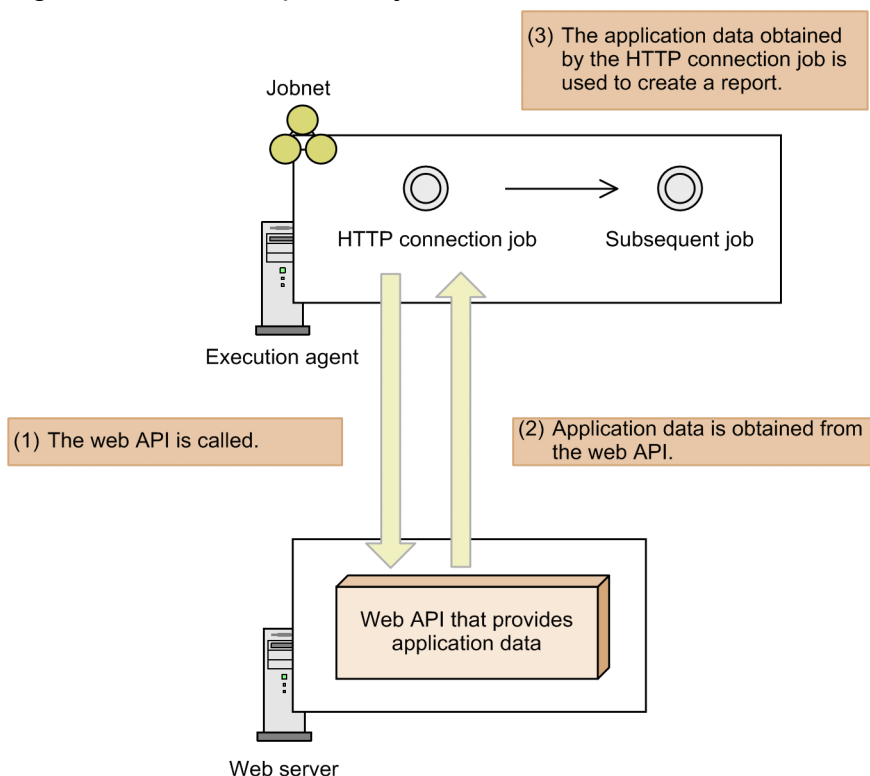 (3) The application data obtained
by the HTTP connection job is
used to create a report.
Jobnet
HTTP connection job
Subsequent job
Execution agent
(1) The web API is called.
(2) Application data is obtained from
the web API.
Web API that provides
application data
Web server